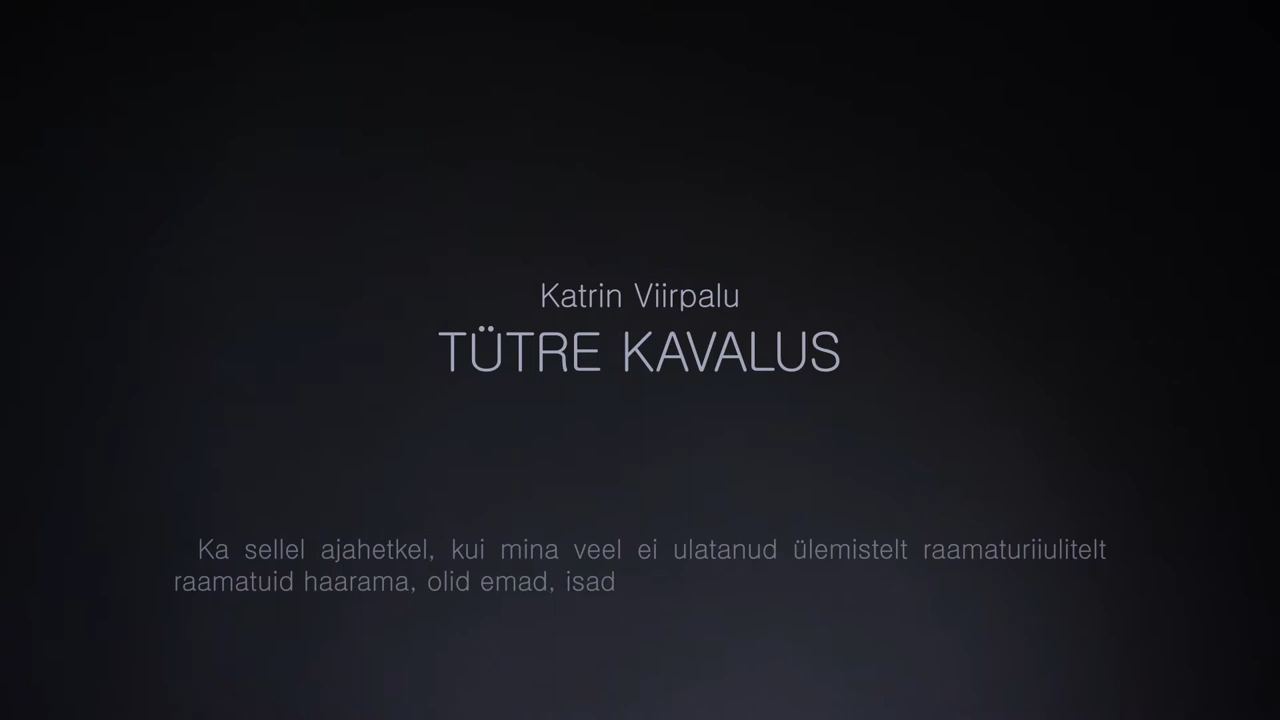 Katrin Viirpalu
TÜTRE KAVALUS
Ka sellel ajahetkel, kui mina veel ei ulatanud ülemistelt raamaturiiulitelt
raamatuid haarama, olid emad, isad